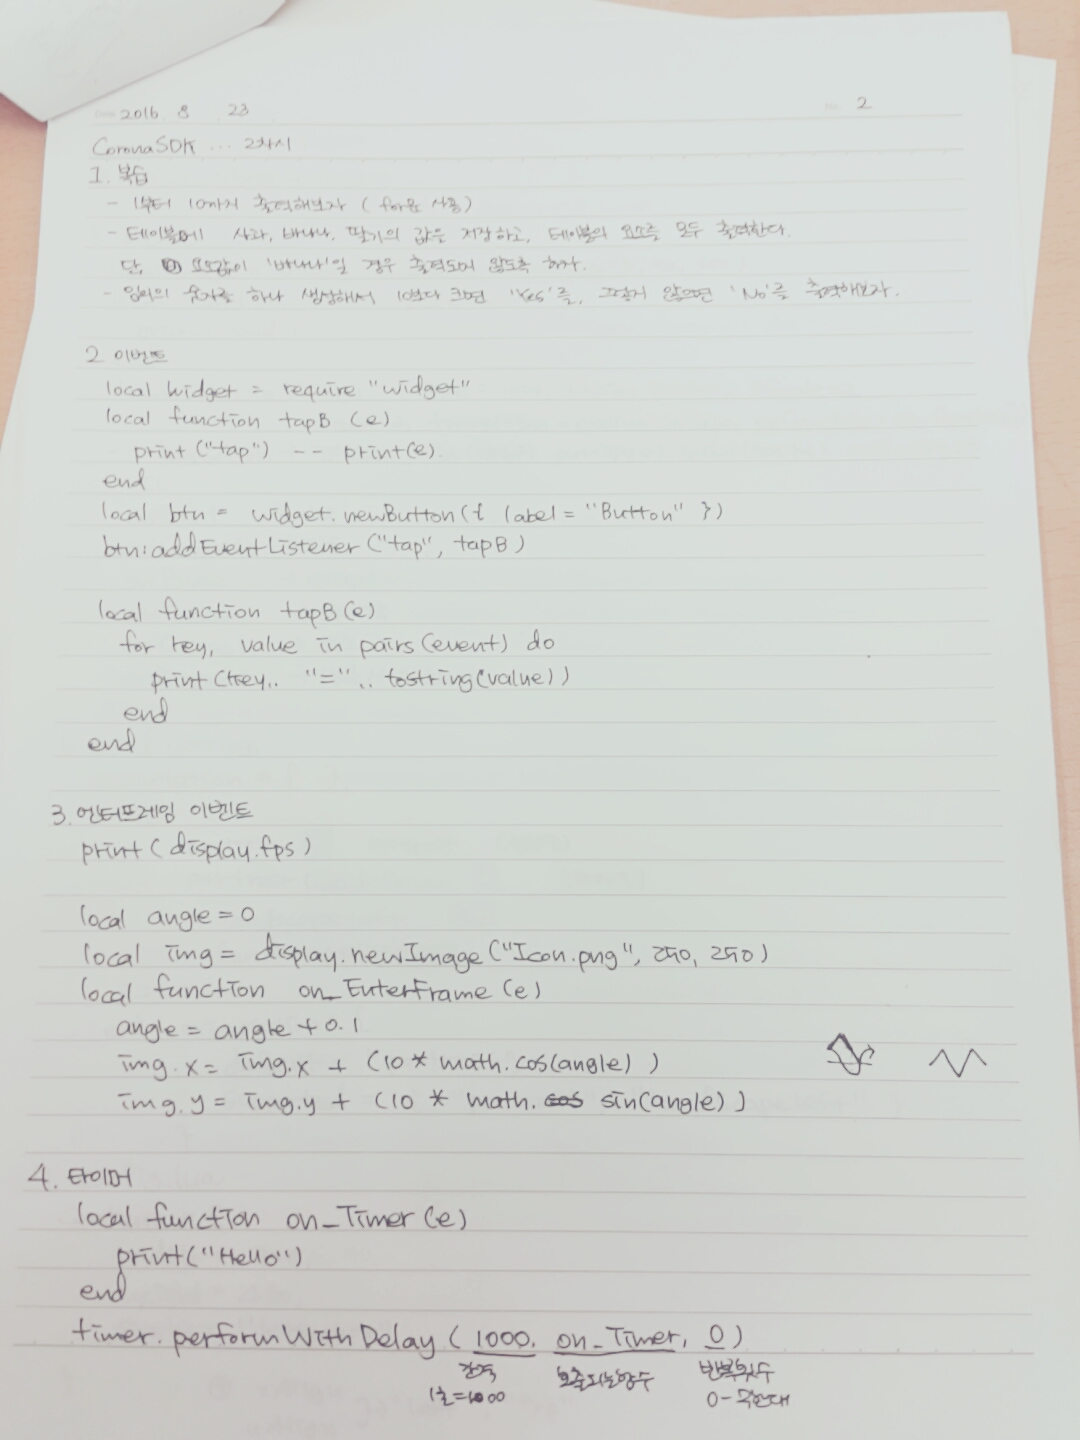 2016 8 23
2
CoronaSDK ... 2차시
1. 복습
- 1부터 10까지 출력해보자 ( for문 사용)
- 테이블에 사과, 바나나, 딸기의 값을 저장하고, 테이블의 요소를 모두 출력한다.
단, 요소값이 '바나나'일 경우 출력되지 않도록 하자.
- 임의의 숫자를 하나 생성해서 10보다 크면 'Yes'를, 그렇지 않으면 'No'를 출력해보자.
2 이벤트
local widget = require "widget"
local function tapB (e)
print ("tap") -- print(e).
end
local btn = widget.newButton({ label = "Button" })
btn:addEventListener ("tap", tapB)
local function tapB(e)
for key, value in pairs(event) do
print (key.. "=" .. tostring(value))
end
end
3. 엔터프레임 이벤트
print ( display.fps )
local angle = 0
local img = display.newImage ("Icon.png", 250, 250)
local function on_EnterFrame (e)
angle = angle + 0.1
img.x = img.x + (10 * math.cos(angle) )
img.y = img.y + (10 * math. cos sin(angle) )
4. 타이머
local function on_Timer (e)
print("Hello")
end
timer. performWithDelay ( 1000, on_Timer, 0 )
간격 호출되는함수 반복횟수
1초=1000 0-무한대